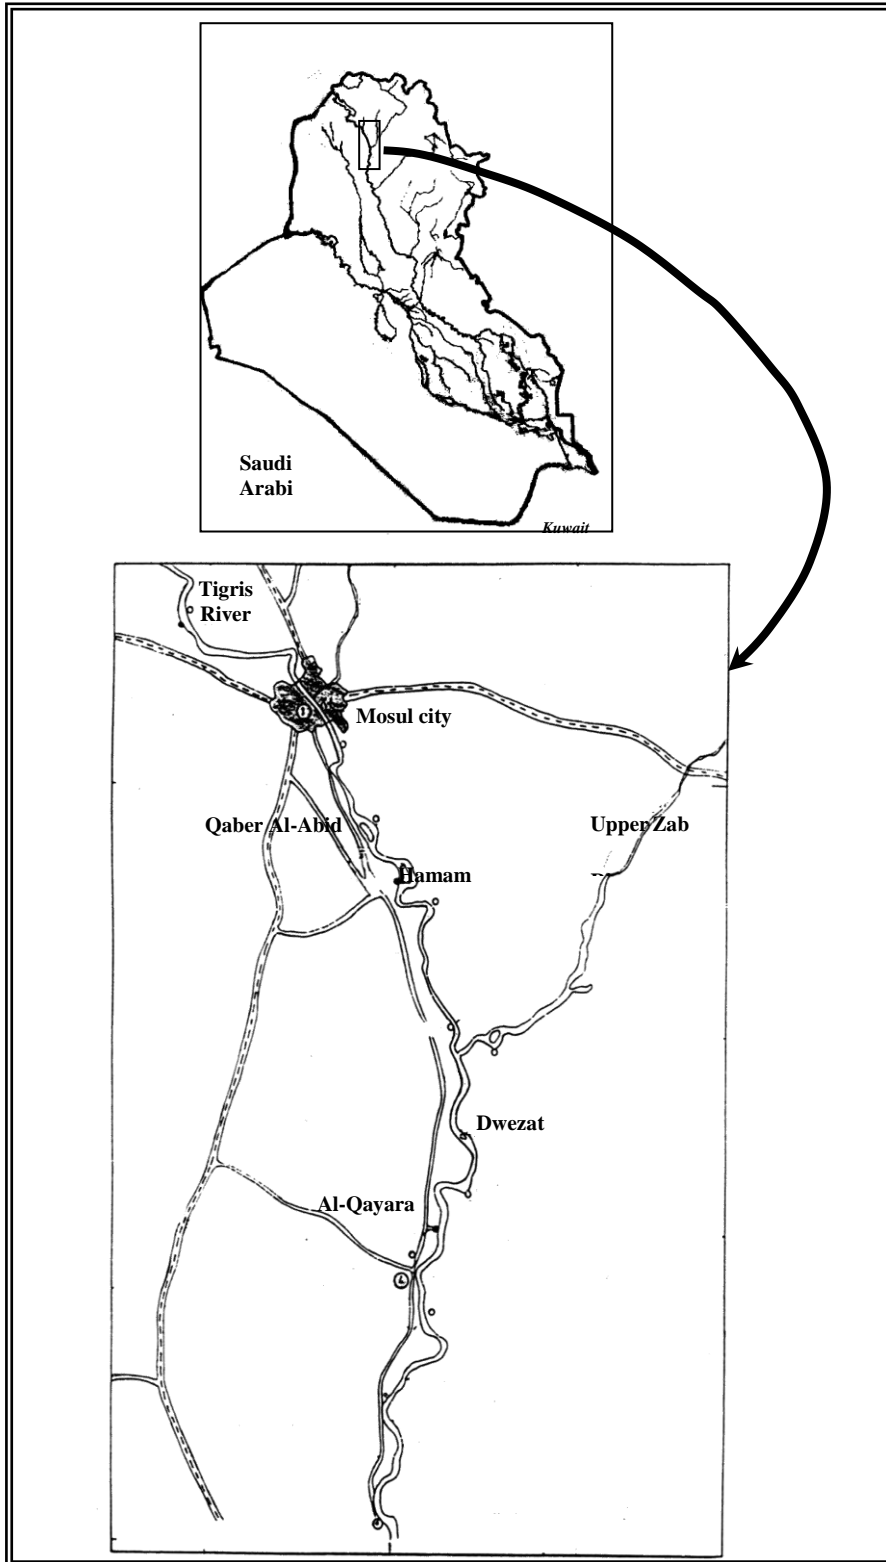 Saudi
Arabi
Kuwait
Tigris
River
Mosul city
Qaber Al-Abid
Upper Zab
Hamam
Dwezat
Al-Qayara